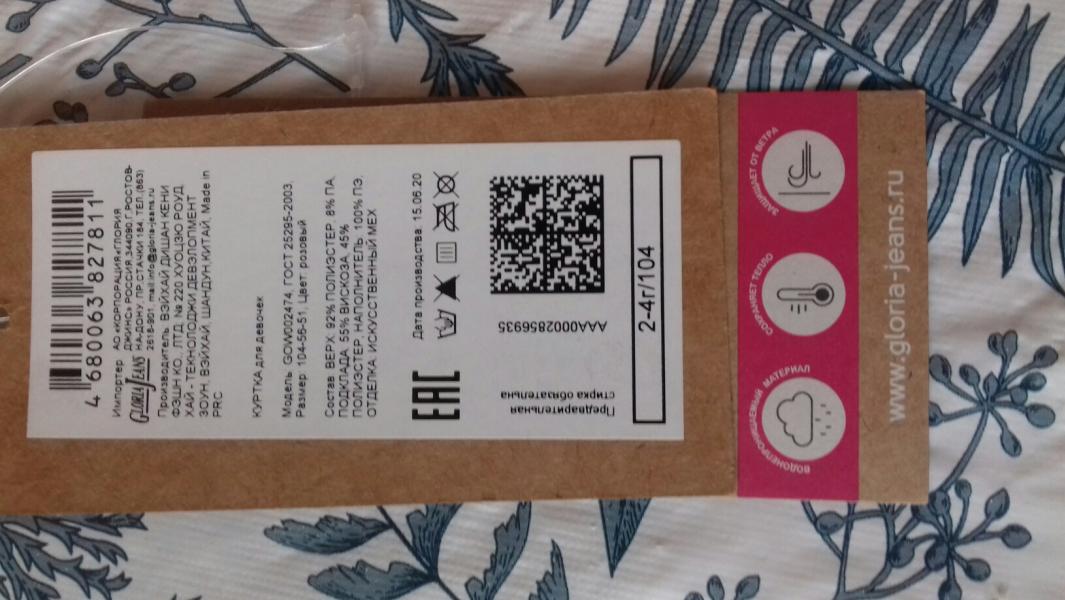 4 680063 827811
Импортер АО «КОРПОРАЦИЯ «ГЛОРИЯ
ДЖИНС» РОССИЯ,344090,Г.РОСТОВ-
НА-ДОНУ, ПР.СТАЧКИ 184, ТЕЛ.(863)
2618-901, mail:info@gloria-jeans.ru
GLORIA JEANS
Производитель ВЭЙХАЙ ДИШАН КЕНИ
ФЭШН КО., ЛТД, № 220 ХУОЦЗЮ РОУД,
ХАЙ - ТЕКНОЛОДЖИ ДЕВЭЛОПМЕНТ
ЗОУН, ВЭЙХАЙ, ШАНДУН,КИТАЙ, Made in
PRC
КУРТКА для девочек
Модель GOW002474, ГОСТ 25295-2003,
Размер 104-56-51, Цвет розовый
Состав ВЕРХ: 92% ПОЛИЭСТЕР, 8% ПА,
ПОДКЛАДА 55% ВИСКОЗА, 45%
ПОЛИЭСТЕР, НАПОЛНИТЕЛЬ 100% ПЭ,
ОТДЕЛКА ИСКУССТВЕННЫЙ МЕХ
EAC
Дата производства: 15.06.20
Предварительная
стирка обязательна
AAA0002856935
2-4г/104
ВОДОНЕПРОНИЦАЕМЫЙ МАТЕРИАЛ
СОХРАНЯЕТ ТЕПЛО
ЗАЩИЩАЕТ ОТ ВЕТРА
www.gloria-jeans.ru